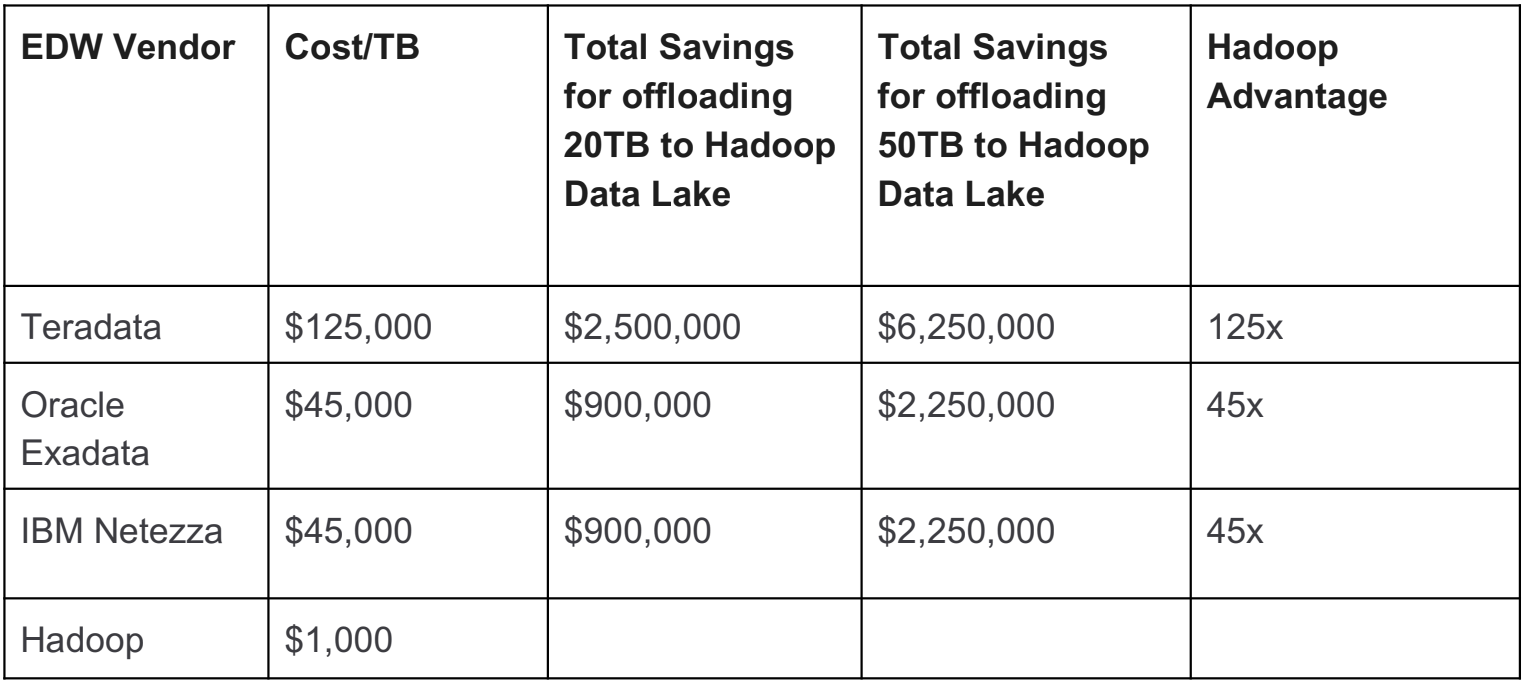 EDW Vendor
Cost/TB
Total Savings
for offloading
20TB to Hadoop
Data Lake
Total Savings
for offloading
50TB to Hadoop
Data Lake
Hadoop
Advantage
Teradata
$125,000
$2,500,000
$6,250,000
125x
Oracle
Exadata
$45,000
$900,000
$2,250,000
45x
IBM Netezza
$45,000
$900,000
$2,250,000
45x
Hadoop
$1,000